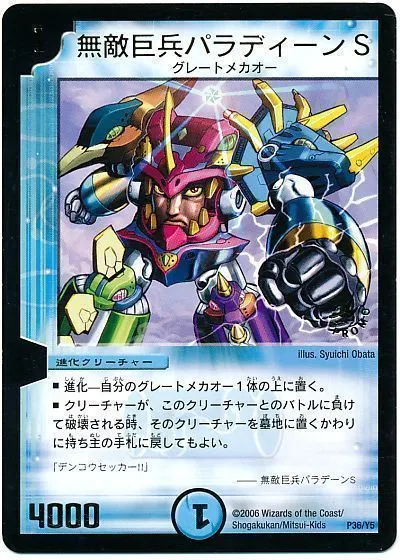 無敵巨兵パラディーンS
グレートメカオー
PROMO
illus. Syuichi Obata
進化クリーチャー
■ 進化―自分のグレートメカオー1体の上に置く。
■ クリーチャーが、このクリーチャーとのバトルに負け
て破壊される時、そのクリーチャーを墓地に置くかわり
に持ち主の手札に戻してもよい。
「デンコウセッカー!!」
―― 無敵巨兵パラデーンS
4000
1
©2006 Wizards of the Coast/
Shogakukan/Mitsui-Kids
P36/Y5